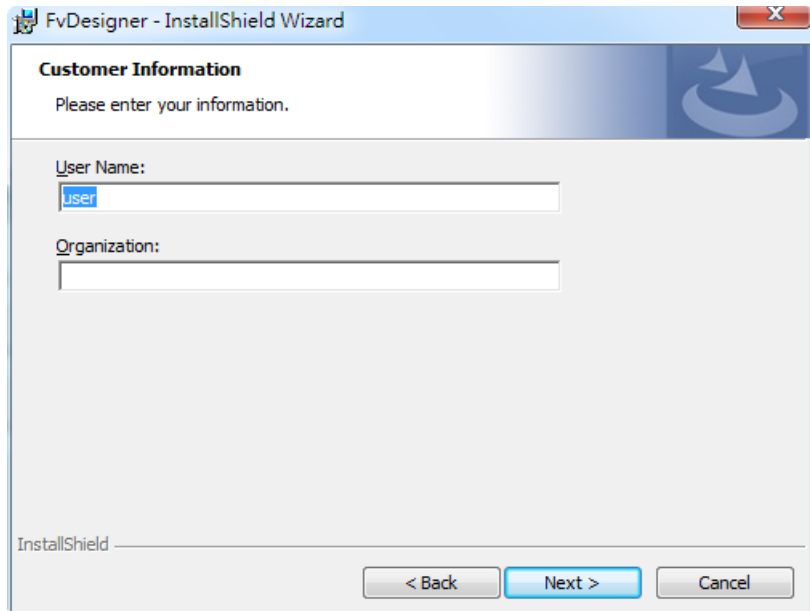 FvDesigner - InstallShield Wizard
Customer Information
Please enter your information.
User Name:
user
Organization:
InstallShield
< Back Next > Cancel